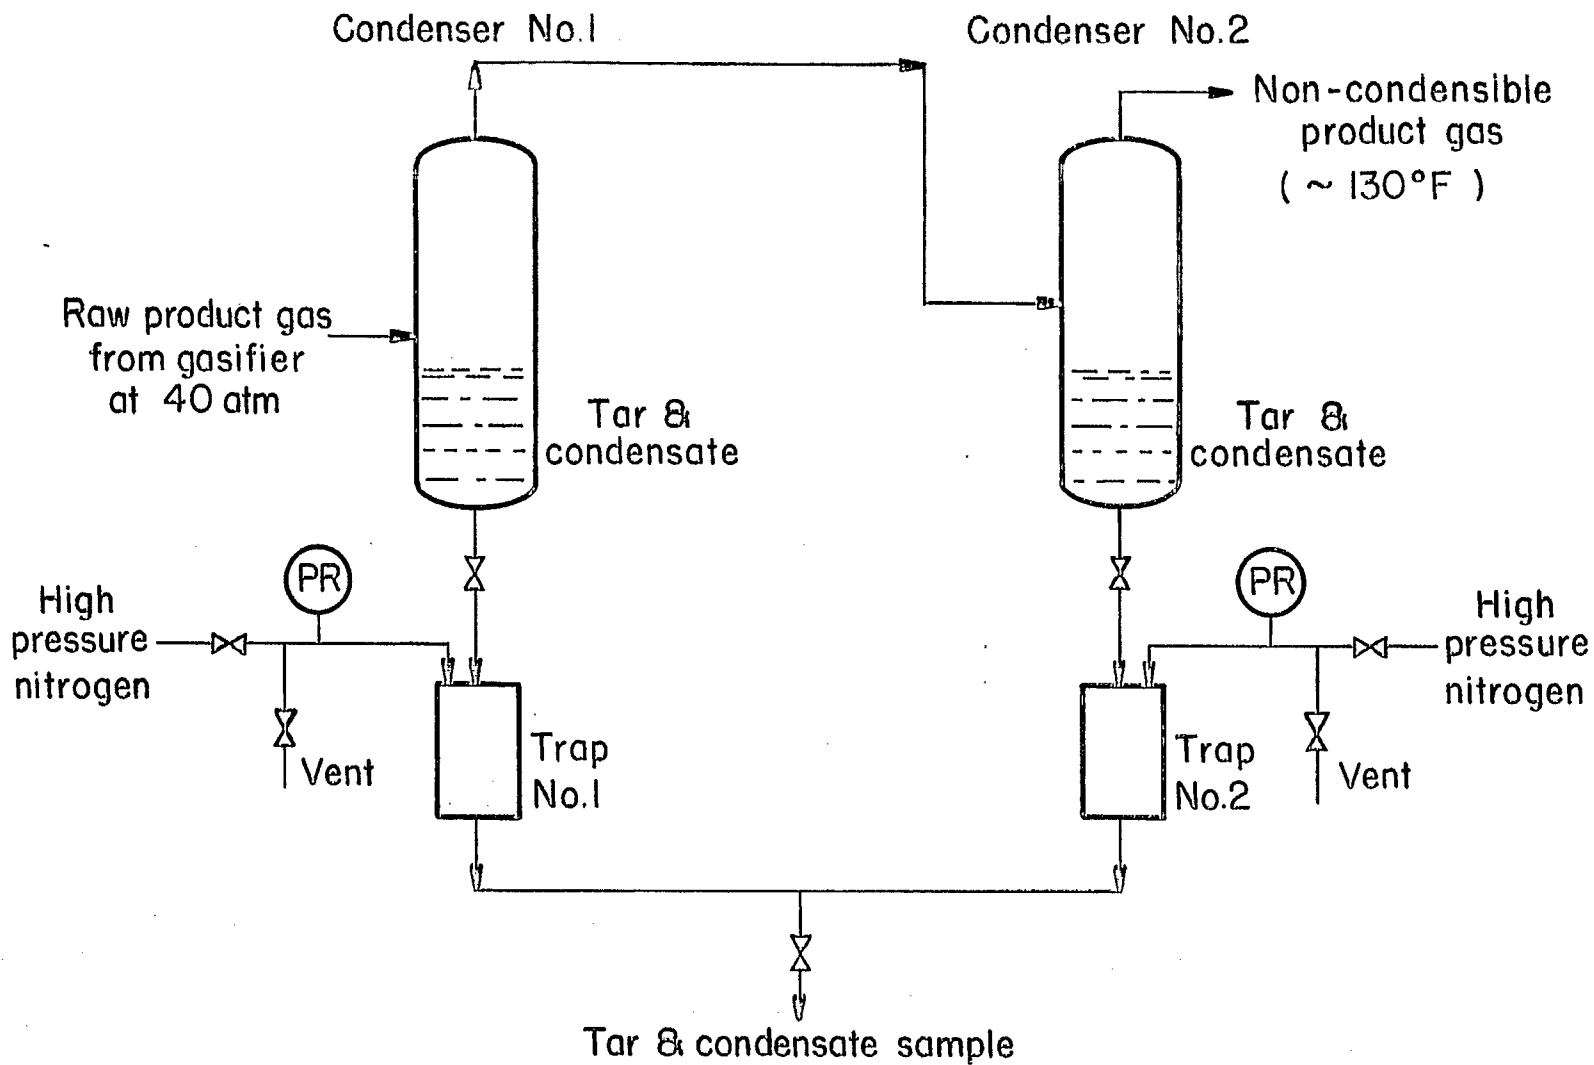 Condenser No.1
Condenser No.2
Non-condensible
product gas
( ~ 130°F )
Raw product gas
from gasifier
at 40 atm
Tar &
condensate
Tar &
condensate
PR
High
pressure
nitrogen
Vent
Trap
No.1
PR
High
pressure
nitrogen
Trap
No.2
Vent
Tar & condensate sample